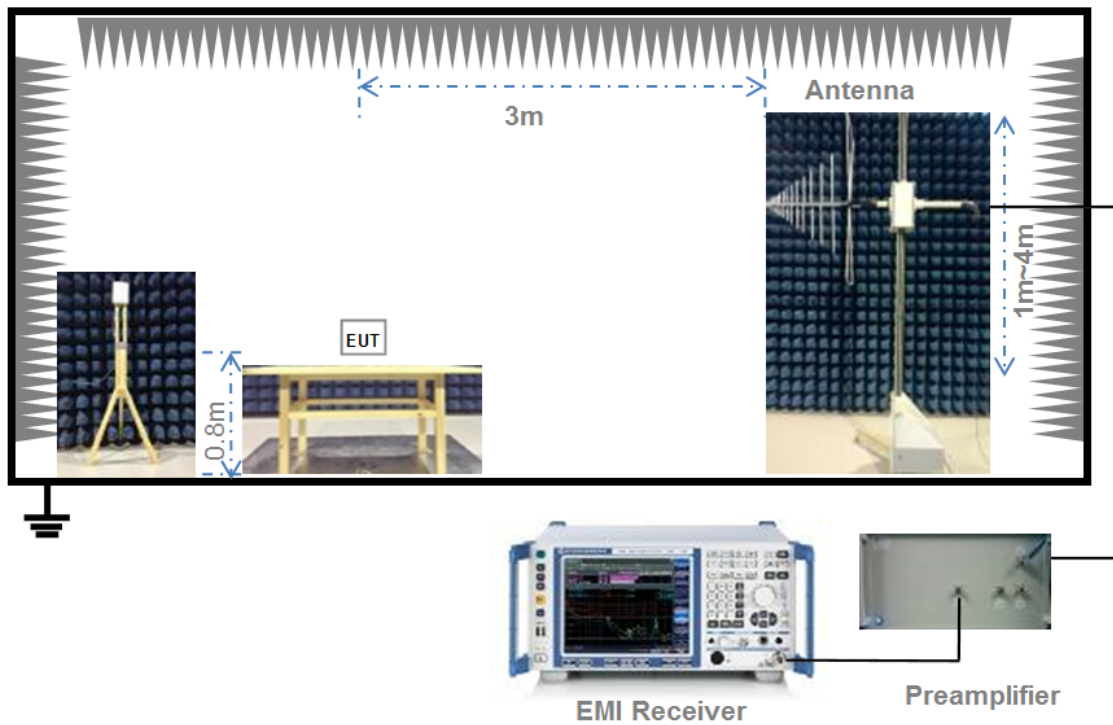 Antenna
3m
1m~4m
EUT
0.8m
EMI Receiver
Preamplifier